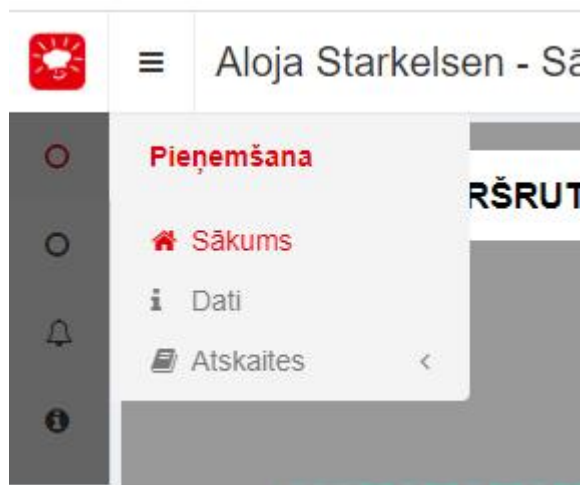 Aloja Starkelsen - Sā
Pieņemšana
RŠRUT
Sākums
Dati
Atskaites